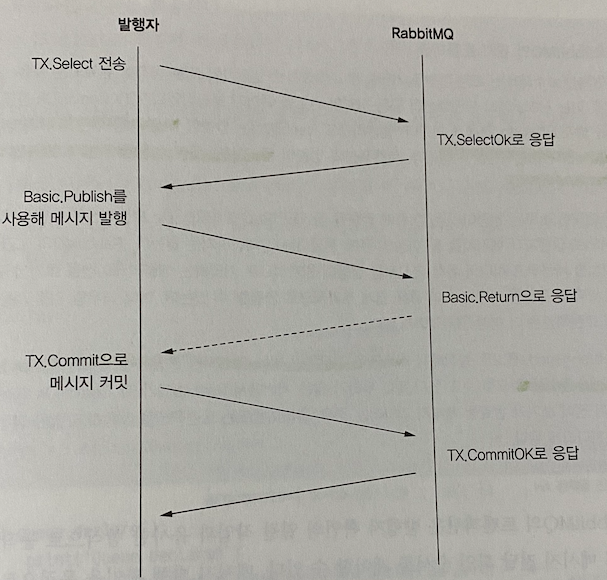 발행자
RabbitMQ
TX.Select 전송
TX.SelectOk로 응답
Basic.Publish를
사용해 메시지 발행
Basic.Return으로 응답
TX.Commit으로
메시지 커밋
TX.CommitOK로 응답